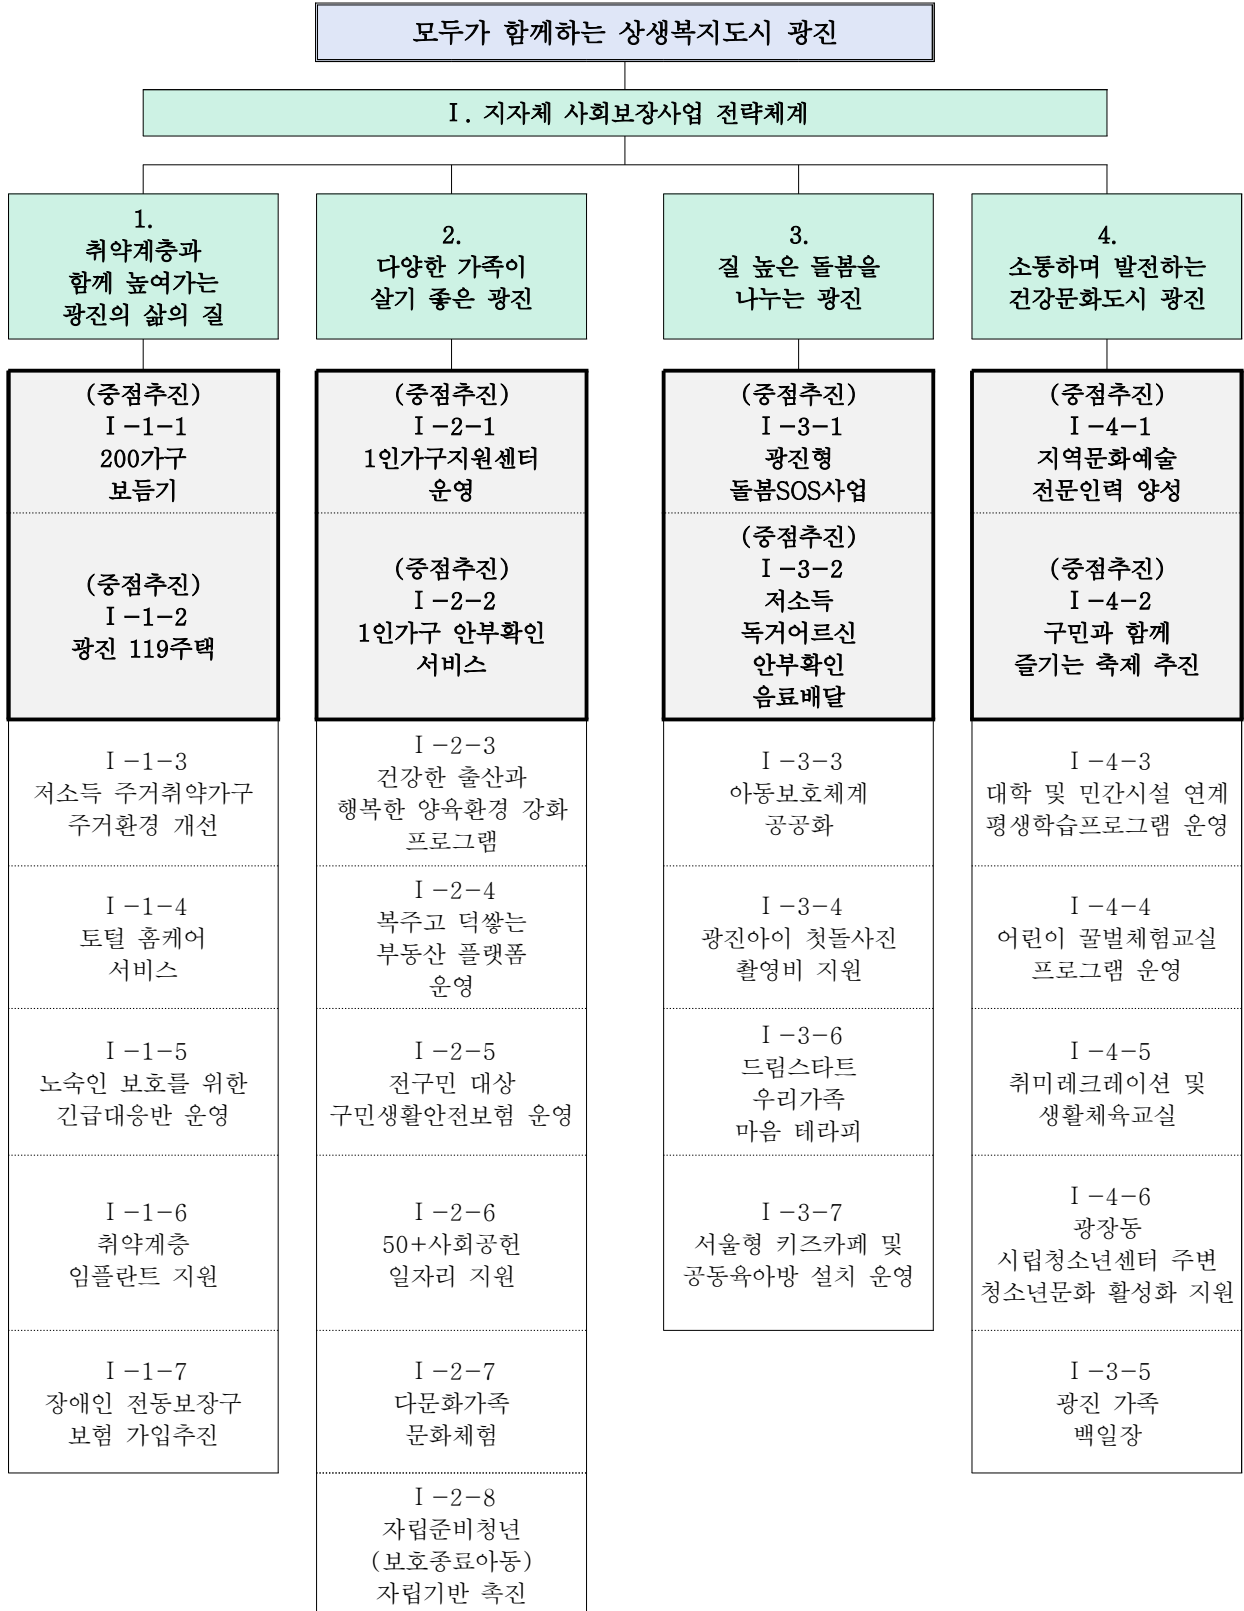 모두가 함께하는 상생복지도시 광진
Ⅰ. 지자체 사회보장사업 전략체계
1.
취약계층과
함께 높여가는
광진의 삶의 질
2.
다양한 가족이
살기 좋은 광진
3.
질 높은 돌봄을
나누는 광진
4.
소통하며 발전하는
건강문화도시 광진
(중점추진)
Ⅰ-1-1
200가구
보듬기
(중점추진)
Ⅰ-1-2
광진 119주택
Ⅰ-1-3
저소득 주거취약가구
주거환경 개선
Ⅰ-1-4
토털 홈케어
서비스
Ⅰ-1-5
노숙인 보호를 위한
긴급대응반 운영
Ⅰ-1-6
취약계층
임플란트 지원
Ⅰ-1-7
장애인 전동보장구
보험 가입추진
(중점추진)
Ⅰ-2-1
1인가구지원센터
운영
(중점추진)
Ⅰ-2-2
1인가구 안부확인
서비스
Ⅰ-2-3
건강한 출산과
행복한 양육환경 강화
프로그램
Ⅰ-2-4
복주고 덕쌓는
부동산 플랫폼
운영
Ⅰ-2-5
전구민 대상
구민생활안전보험 운영
Ⅰ-2-6
50+사회공헌
일자리 지원
Ⅰ-2-7
다문화가족
문화체험
Ⅰ-2-8
자립준비청년
(보호종료아동)
자립기반 촉진
(중점추진)
Ⅰ-3-1
광진형
돌봄SOS사업
(중점추진)
Ⅰ-3-2
저소득
독거어르신
안부확인
음료배달
Ⅰ-3-3
아동보호체계
공공화
Ⅰ-3-4
광진아이 첫돌사진
촬영비 지원
Ⅰ-3-6
드림스타트
우리가족
마음 테라피
Ⅰ-3-7
서울형 키즈카페 및
공동육아방 설치 운영
(중점추진)
Ⅰ-4-1
지역문화예술
전문인력 양성
(중점추진)
Ⅰ-4-2
구민과 함께
즐기는 축제 추진
Ⅰ-4-3
대학 및 민간시설 연계
평생학습프로그램 운영
Ⅰ-4-4
어린이 꿀벌체험교실
프로그램 운영
Ⅰ-4-5
취미레크레이션 및
생활체육교실
Ⅰ-4-6
광장동
시립청소년센터 주변
청소년문화 활성화 지원
Ⅰ-3-5
광진 가족
백일장